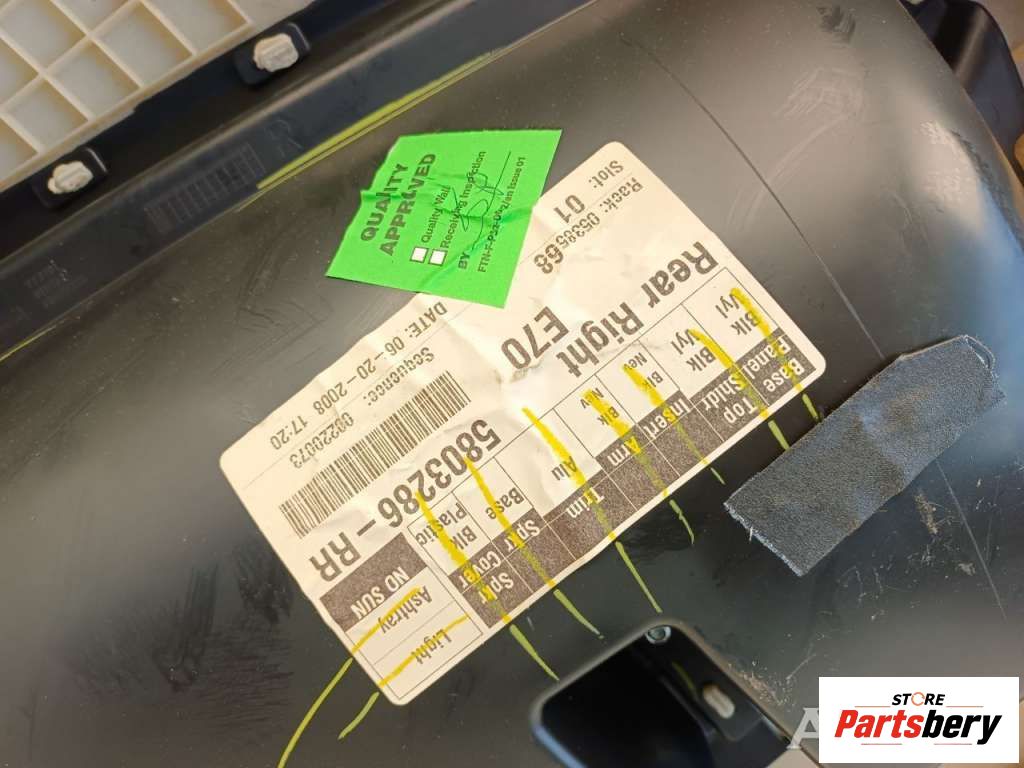 QUALITY
APPROVED
Quality Wall
Receiving Inspection
BY
Slot: 01
Rack: 0538568
DATE: 06-20-2008 17:20
Sequence: 002220073
Rear Right
E70
5803286-RR
Base Panel
Blk
Vyl
Top Shldr
Blk
Vyl
Insert
Blk
Nev
Arm
Blk
Nev
Trim
Alu
Spkr
Base
Spkr Cover
Blk
Plastic
NO SUN
Ashtray
Light
STORE
Partsbery